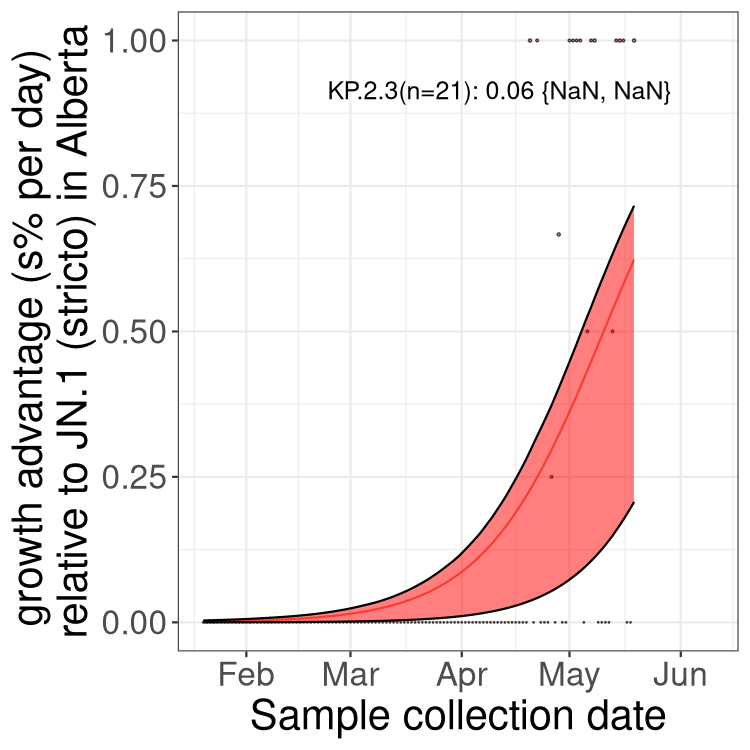 growth advantage (s% per day)
relative to JN.1 (stricto) in Alberta
1.00
0.75
0.50
0.25
0.00
KP.2.3(n=21): 0.06 {NaN, NaN}
Feb Mar Apr May Jun
Sample collection date